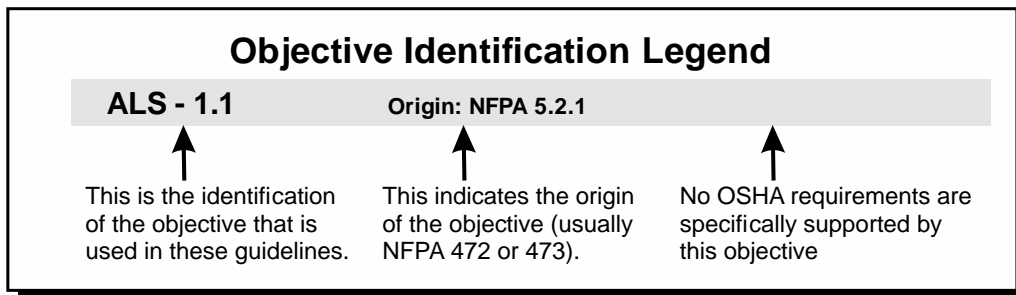 Objective Identification Legend
ALS - 1.1 Origin: NFPA 5.2.1
This is the identification
of the objective that is
used in these guidelines.
This indicates the origin
of the objective (usually
NFPA 472 or 473).
No OSHA requirements are
specifically supported by
this objective